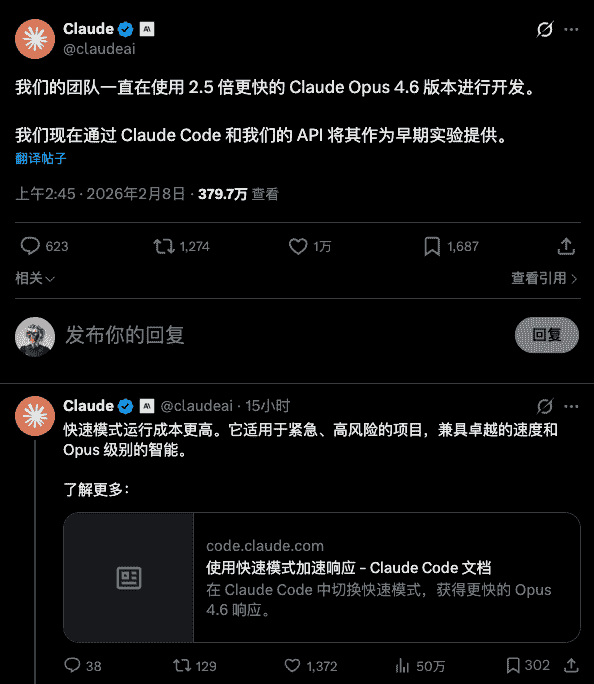 Claude
@claudeai
我们的团队一直在使用 2.5 倍更快的 Claude Opus 4.6 版本进行开发。
我们现在通过 Claude Code 和我们的 API 将其作为早期实验提供。
翻译帖子
上午2:45 · 2026年2月8日 · 379.7万 查看
623 1,274 1万 1,687
相关 查看引用
发布你的回复 回复
Claude @claudeai · 15小时
快速模式运行成本更高。它适用于紧急、高风险的项目，兼具卓越的速度和
Opus 级别的智能。
了解更多：
code.claude.com
使用快速模式加速响应 - Claude Code 文档
在 Claude Code 中切换快速模式，获得更快的 Opus
4.6 响应。
38 129 1,372 50万 302